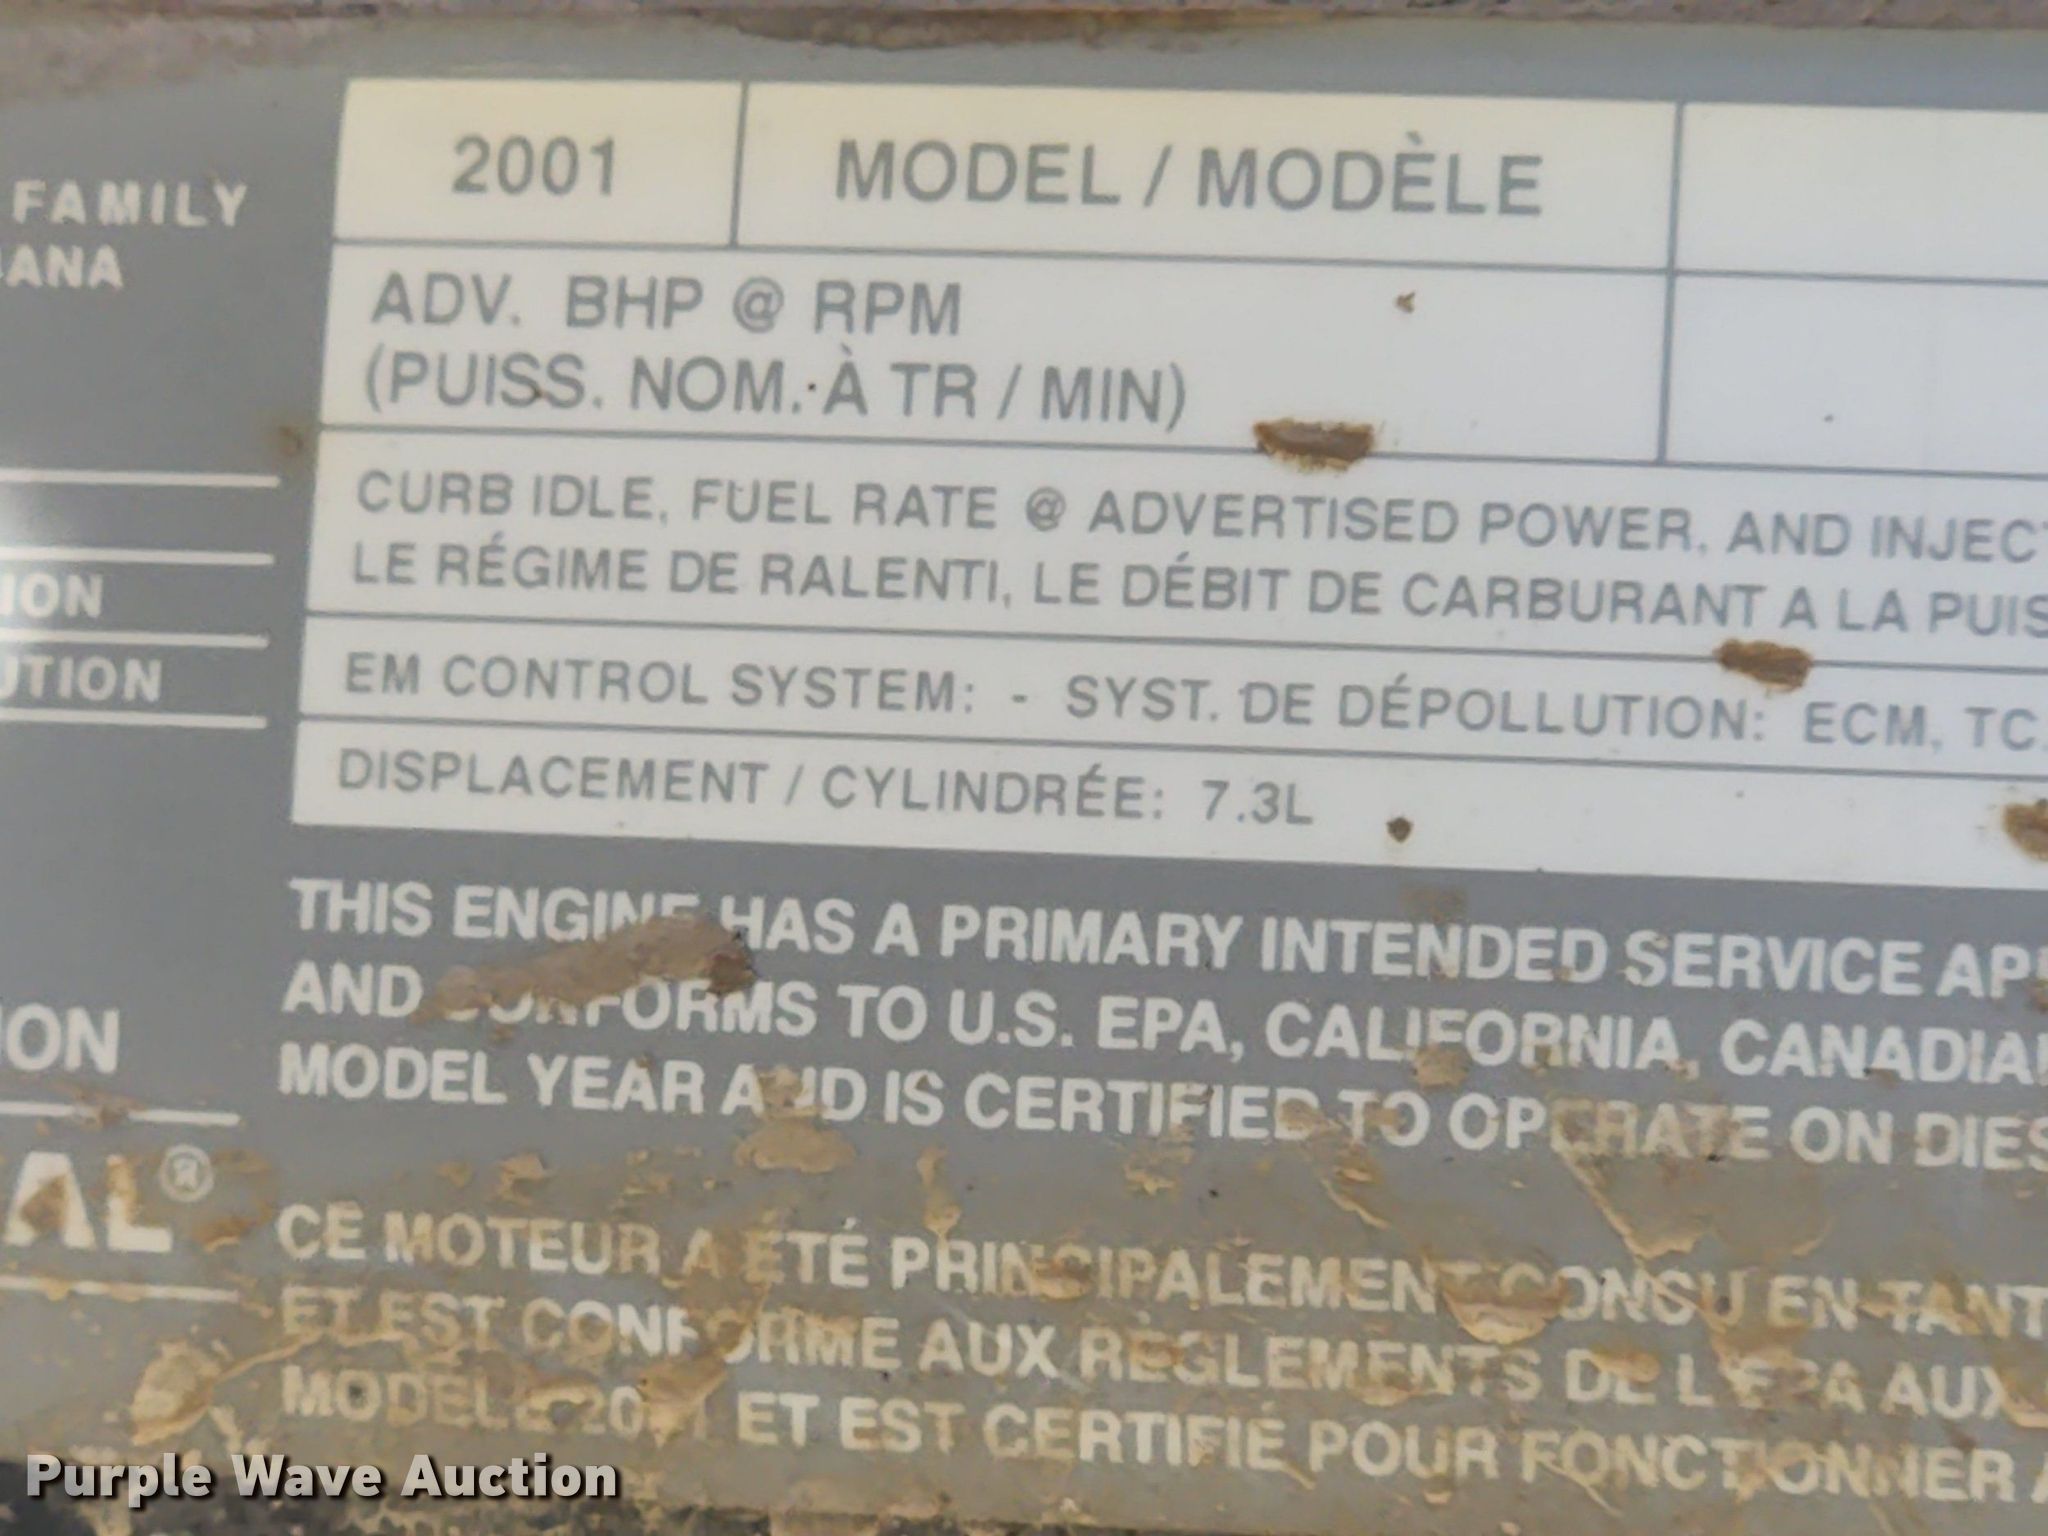 FAMILY
ANA
ION
UTION
ION
AL®
2001 MODEL / MODÈLE
ADV. BHP @ RPM
(PUISS. NOM. À TR / MIN)
CURB IDLE, FUEL RATE @ ADVERTISED POWER, AND INJECT
LE RÉGIME DE RALENTI, LE DÉBIT DE CARBURANT A LA PUIS
EM CONTROL SYSTEM: - SYST. DE DÉPOLLUTION: ECM, TC,
DISPLACEMENT / CYLINDRÉE: 7.3L
THIS ENGINE HAS A PRIMARY INTENDED SERVICE AP
AND CONFORMS TO U.S. EPA, CALIFORNIA, CANADIA
MODEL YEAR AND IS CERTIFIED TO OPERATE ON DIES
CE MOTEUR A ÉTÉ PRINCIPALEMENT CONÇU EN TANT
ET EST CONFORME AUX RÈGLEMENTS DE L'EPA AUX
MODELE 2001 ET EST CERTIFIÉ POUR FONCTIONNER A
Purple Wave Auction